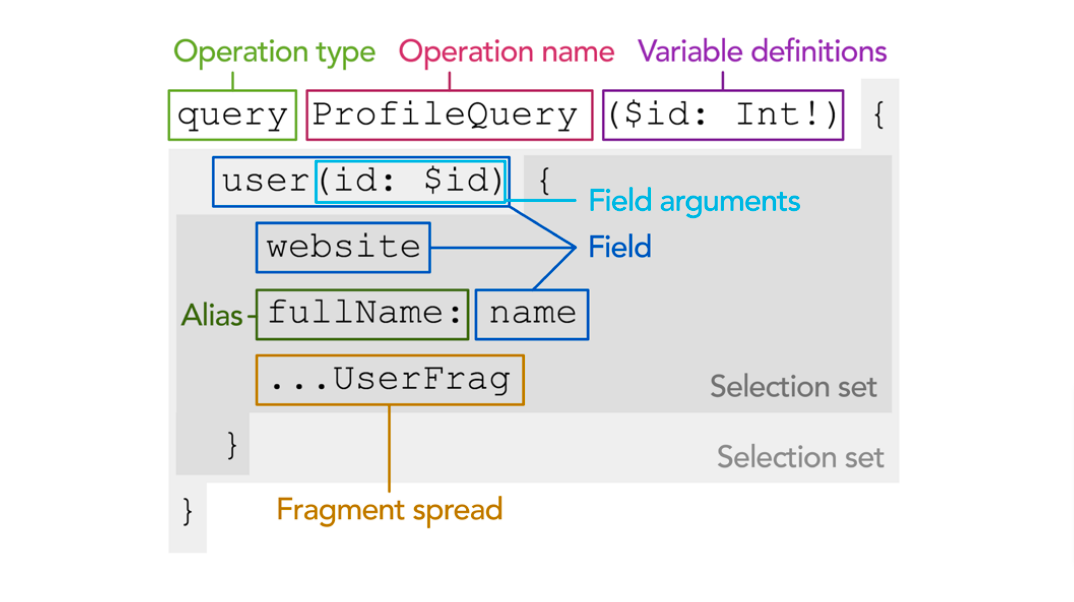 Operation type Operation name Variable definitions
query ProfileQuery ($id: Int!) {
user(id: $id) {
Field arguments
website
Field
Alias fullName: name
...UserFrag
Selection set
}
Selection set
}
Fragment spread